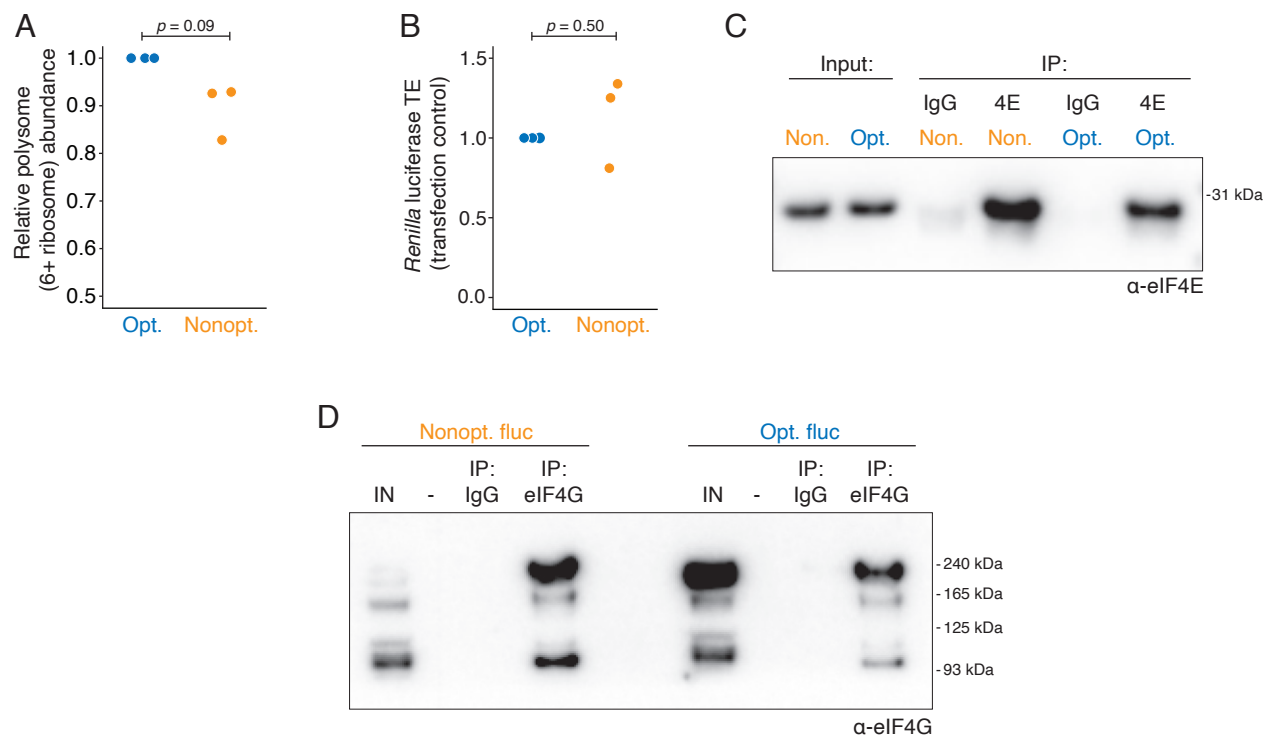 A
p = 0.09
Relative polysome
(6+ ribosome) abundance
1.0
0.9
0.8
0.7
0.6
0.5
Opt. Nonopt.
B
p = 0.50
Renilla luciferase TE
(transfection control)
1.5
1.0
0.5
0.0
Opt. Nonopt.
C
Input: IP:
IgG 4E IgG 4E
Non. Opt. Non. Non. Opt. Opt.
-31 kDa
α-eIF4E
D
Nonopt. fluc Opt. fluc
IP: IP: IP: IP:
IN - IgG eIF4G IN - IgG eIF4G
- 240 kDa
- 165 kDa
- 125 kDa
- 93 kDa
α-eIF4G